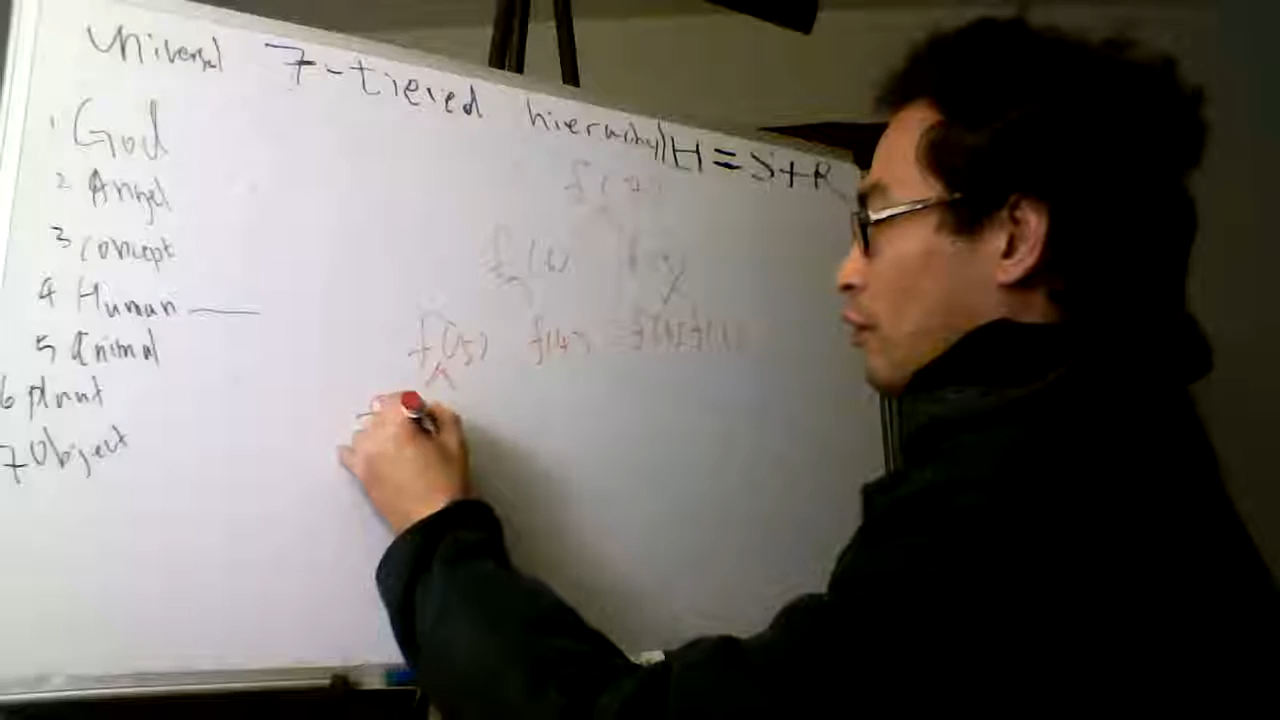 Universal 7-tiered hierarchy H = S+R
1 God
2 Angel
3 concept
4 Human
5 Animal
6 plant
7 Object
f(5) f(4)